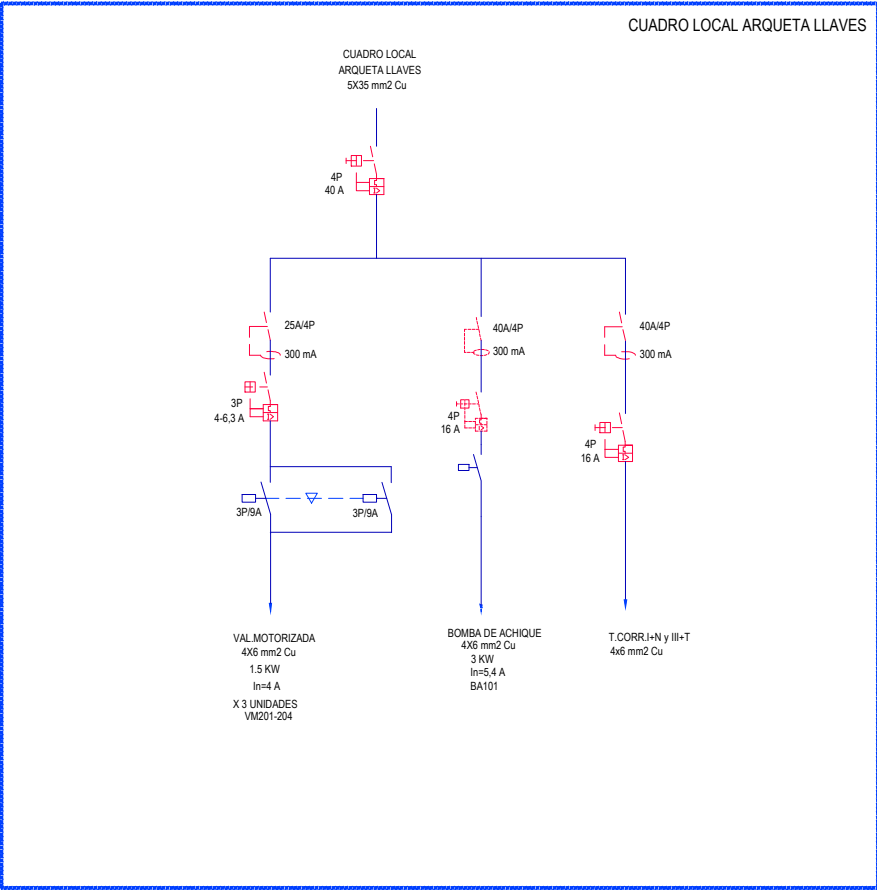 CUADRO LOCAL ARQUETA LLAVES
CUADRO LOCAL
ARQUETA LLAVES
5X35 mm2 Cu
4P
40 A
25A/4P
300 mA
3P
4-6,3 A
3P/9A
3P/9A
VAL.MOTORIZADA
4X6 mm2 Cu
1.5 KW
In=4 A
X 3 UNIDADES
VM201-204
40A/4P
300 mA
4P
16 A
BOMBA DE ACHIQUE
4X6 mm2 Cu
3 KW
In=5,4 A
BA101
40A/4P
300 mA
4P
16 A
T.CORR.I+N y III+T
4x6 mm2 Cu